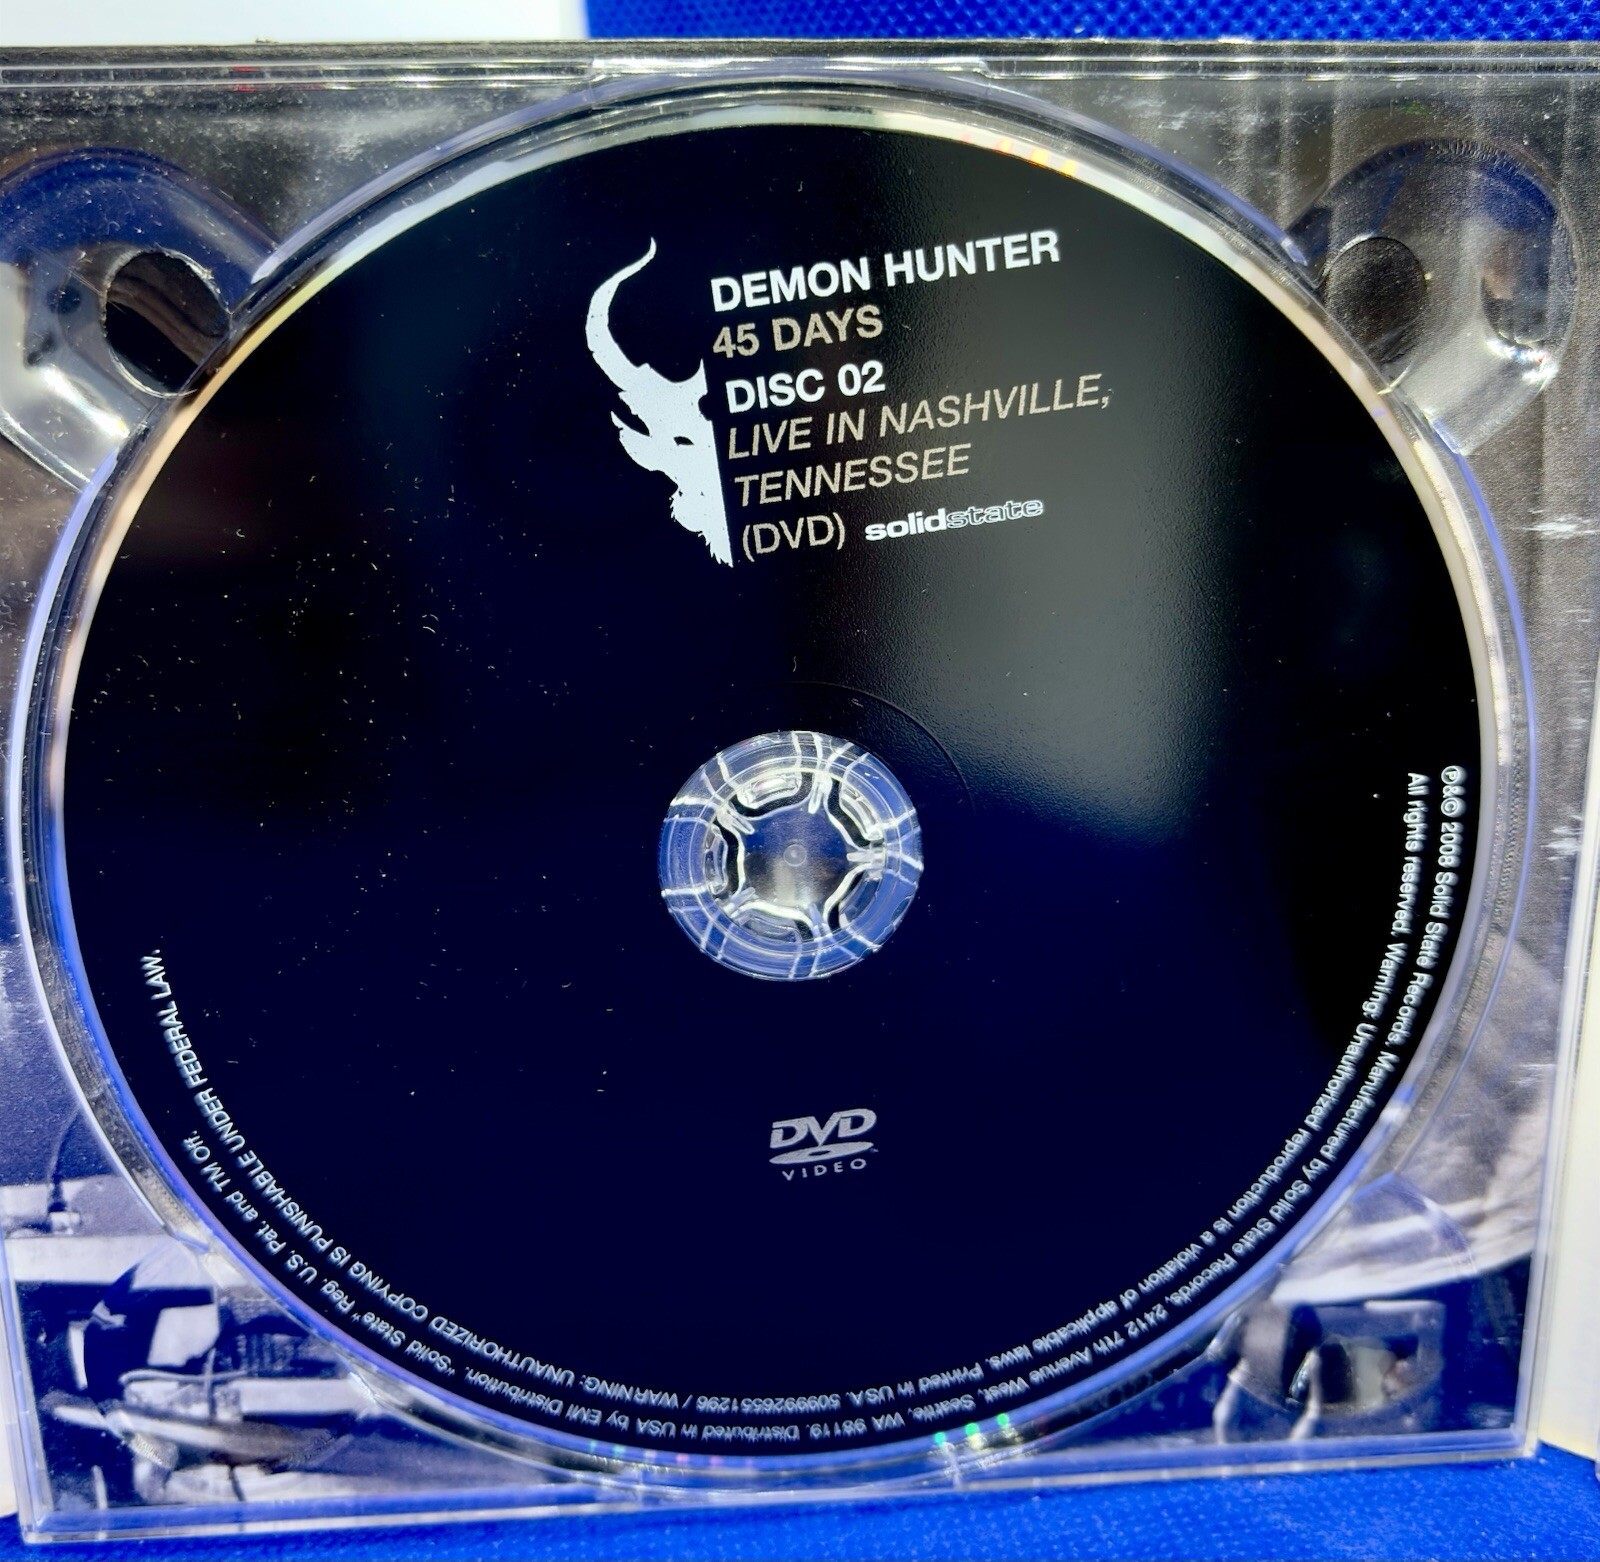 DEMON HUNTER
45 DAYS
DISC 02
LIVE IN NASHVILLE,
TENNESSEE
(DVD) solidstate
DVD
VIDEO
℗&© 2008 Solid State Records. Manufactured by Solid State Records, 2412 7th Avenue West, Seattle, WA 98119. Distributed in USA by EMI Distribution. "Solid State" Reg. U.S. Pat. and TM Off.
All rights reserved. Warning: Unauthorized reproduction is a violation of applicable laws. Printed in USA. 5099926551296 / WARNING: UNAUTHORIZED COPYING IS PUNISHABLE UNDER FEDERAL LAW.